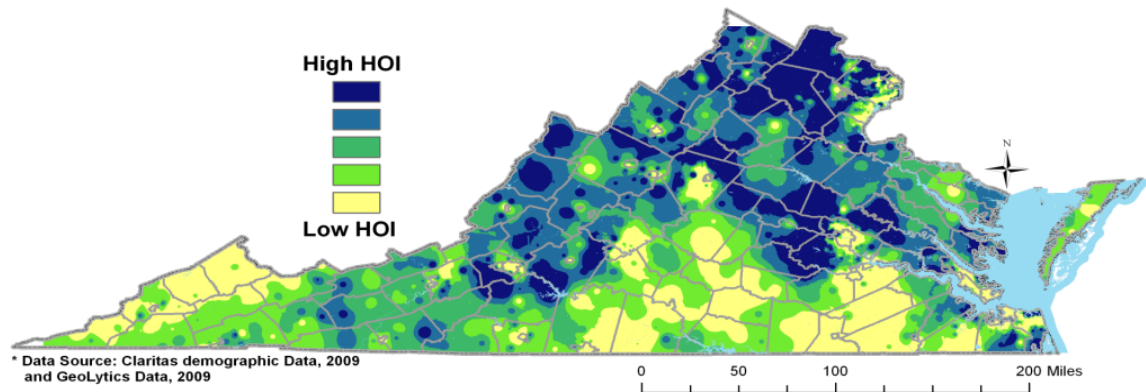 High HOI
Low HOI
N
* Data Source: Claritas demographic Data, 2009
and GeoLytics Data, 2009
0 50 100 200 Miles